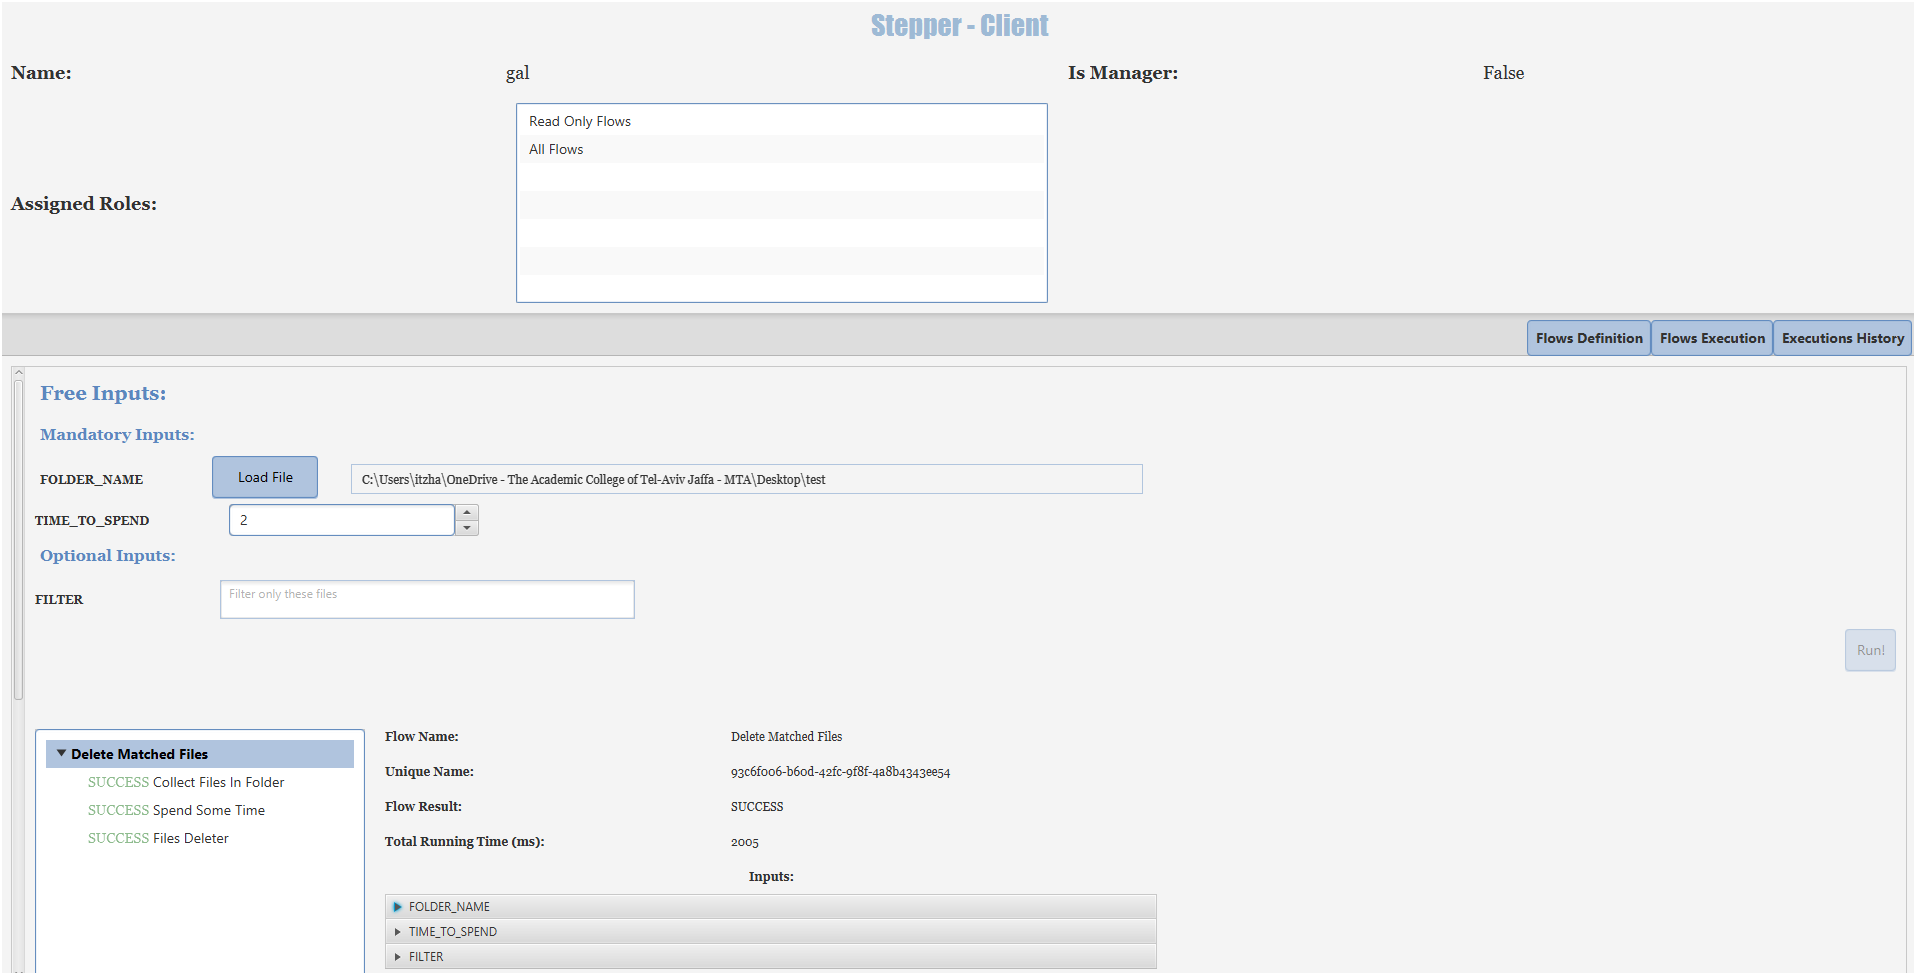 Stepper - Client
Name: gal Is Manager: False
Read Only Flows
All Flows
Assigned Roles:
Flows Definition Flows Execution Executions History
Free Inputs:
Mandatory Inputs:
FOLDER_NAME Load File C:\Users\itzha\OneDrive - The Academic College of Tel-Aviv Jaffa - MTA\Desktop\test
TIME_TO_SPEND 2
Optional Inputs:
FILTER Filter only these files
Run!
Delete Matched Files
SUCCESS Collect Files In Folder
SUCCESS Spend Some Time
SUCCESS Files Deleter
Flow Name: Delete Matched Files
Unique Name: 93c6f006-b60d-42fc-9f8f-4a8b4343ee54
Flow Result: SUCCESS
Total Running Time (ms): 2005
Inputs:
FOLDER_NAME
TIME_TO_SPEND
FILTER